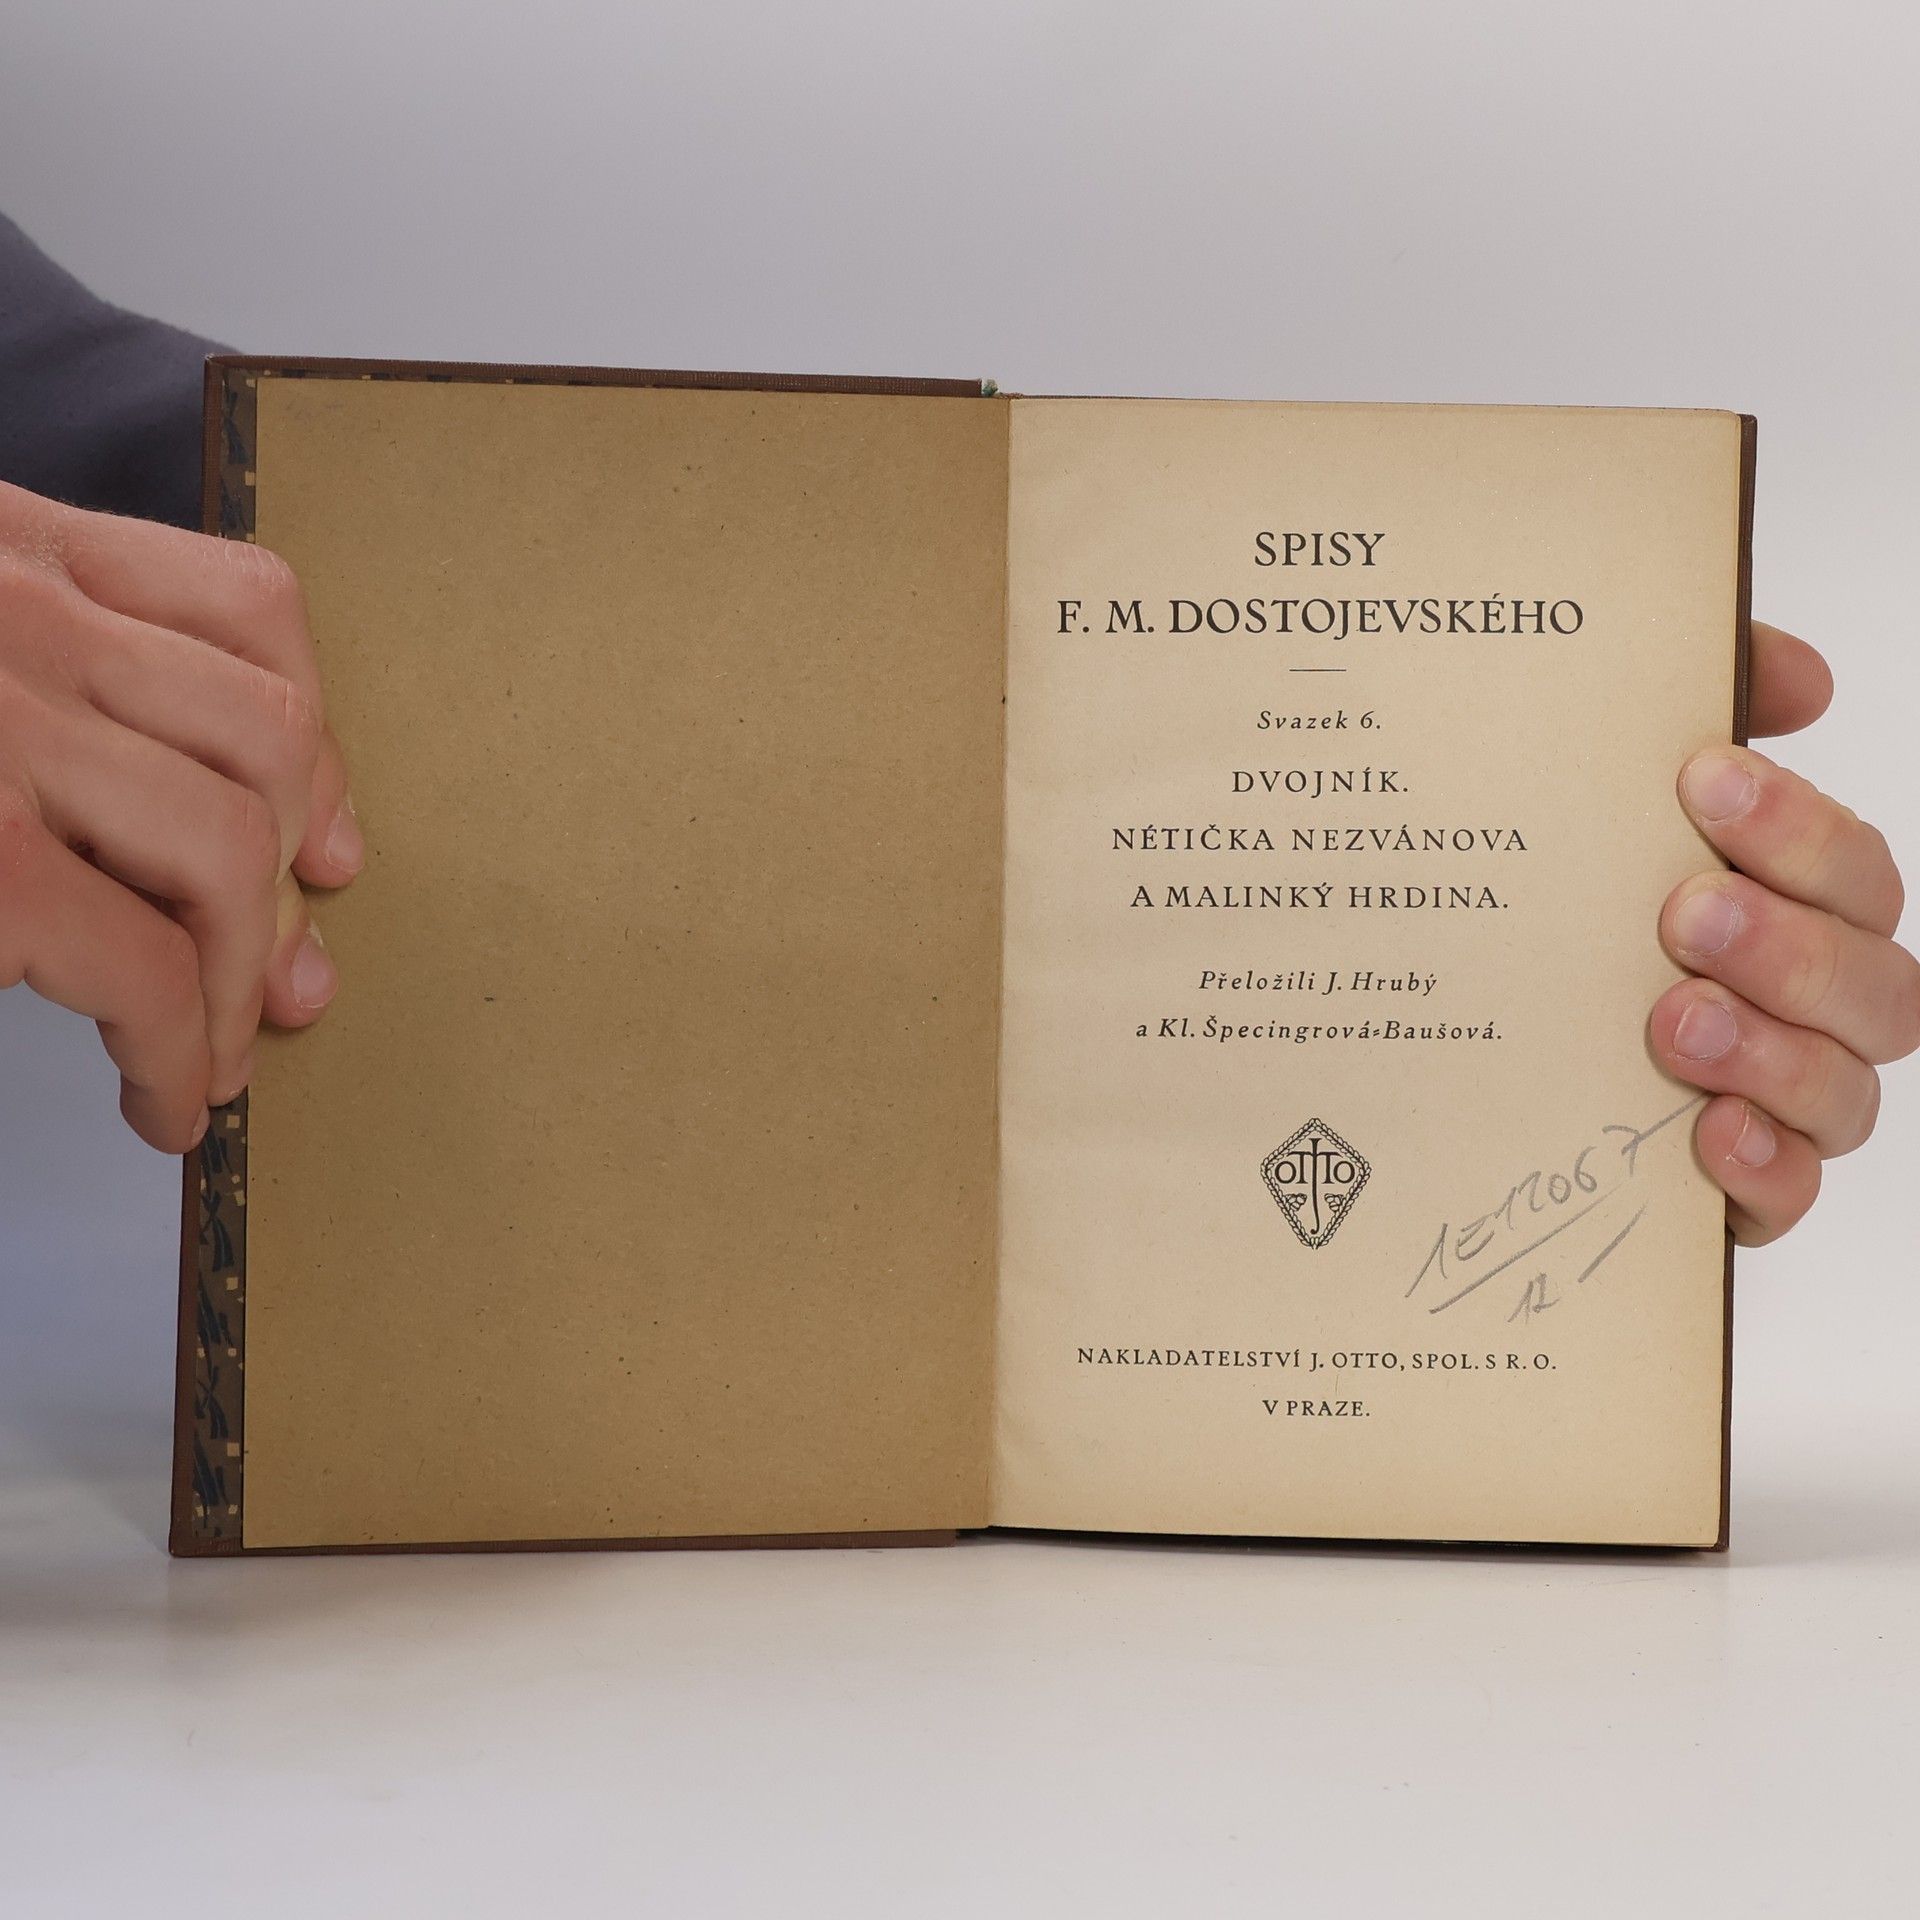 SPISY
F. M. DOSTOJEVSKÉHO
Svazek 6.
DVOJNÍK.
NÉTIČKA NEZVÁNOVA
A MALINKÝ HRDINA.
Přeložili J. Hrubý
a Kl. Špecingrová-Baušová.
OTTO
J
12
NAKLADATELSTVÍ J. OTTO, SPOL. S R. O.
V PRAZE.